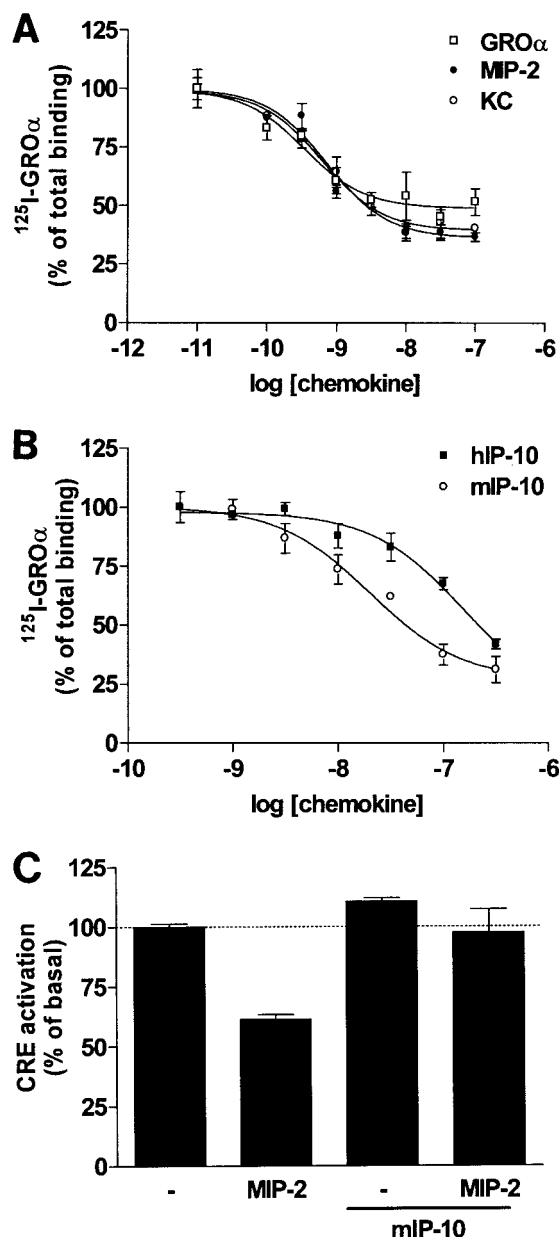 A
GROα
MIP-2
KC
125I-GROα
(% of total binding)
125
100
75
50
25
0
-12 -11 -10 -9 -8 -7 -6
log [chemokine]
B
hIP-10
mIP-10
125I-GROα
(% of total binding)
125
100
75
50
25
0
-10 -9 -8 -7 -6
log [chemokine]
C
CRE activation
(% of basal)
125
100
75
50
25
0
- MIP-2 - MIP-2
mIP-10